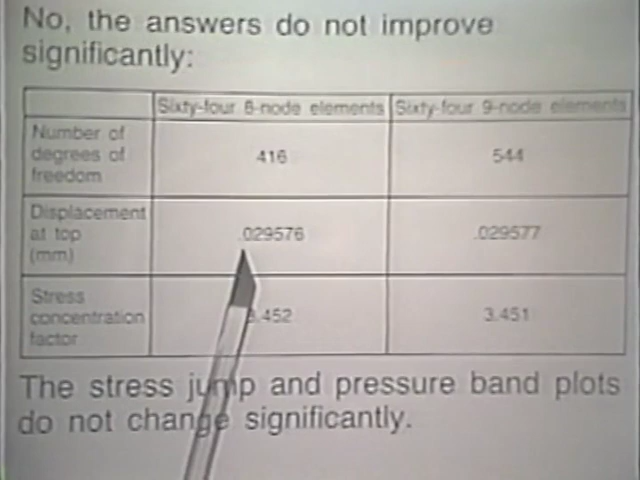 No, the answers do not improve
significantly:
Sixty-four 8-node elements Sixty-four 9-node elements
Number of
degrees of
freedom
416 544
Displacement
at top
(mm)
.029576 .029577
Stress
concentration
factor
.452 3.451
The stress jump and pressure band plots
do not change significantly.